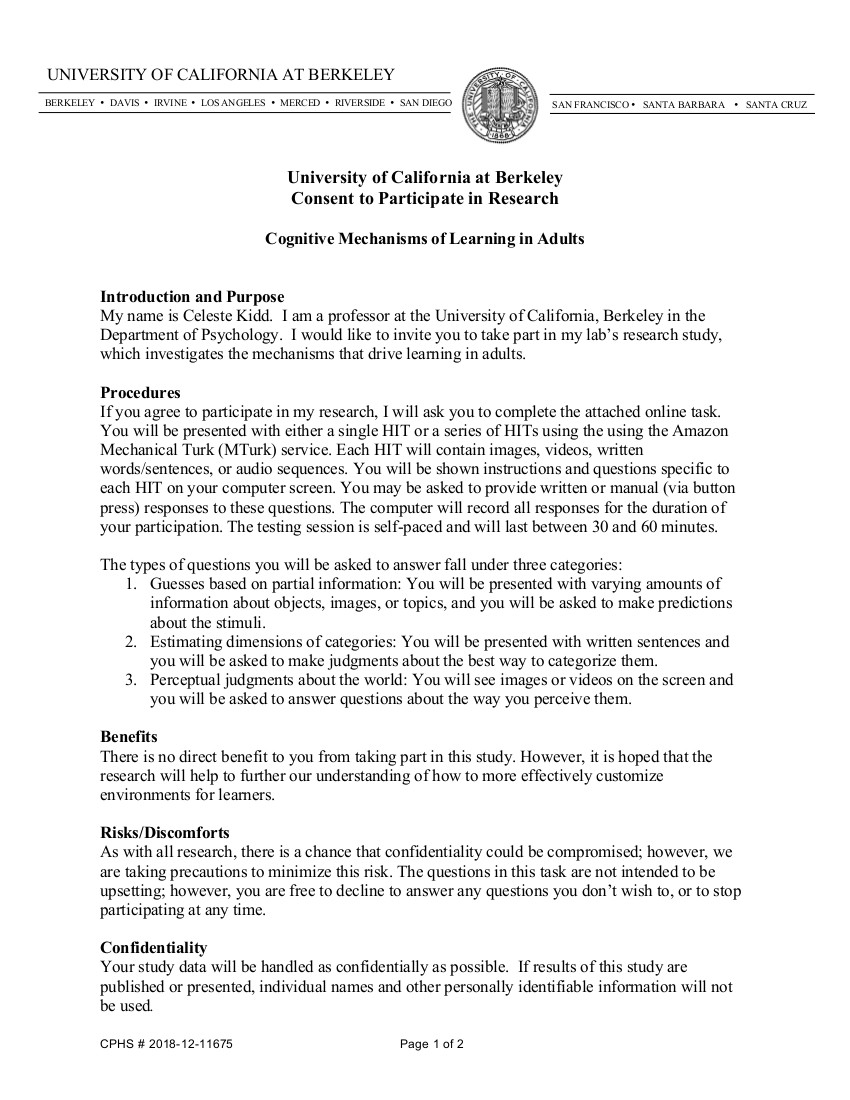 UNIVERSITY OF CALIFORNIA AT BERKELEY
BERKELEY • DAVIS • IRVINE • LOS ANGELES • MERCED • RIVERSIDE • SAN DIEGO
SAN FRANCISCO • SANTA BARBARA • SANTA CRUZ
University of California at Berkeley
Consent to Participate in Research
Cognitive Mechanisms of Learning in Adults
Introduction and Purpose
My name is Celeste Kidd.  I am a professor at the University of California, Berkeley in the
Department of Psychology.  I would like to invite you to take part in my lab’s research study,
which investigates the mechanisms that drive learning in adults.
Procedures
If you agree to participate in my research, I will ask you to complete the attached online task.
You will be presented with either a single HIT or a series of HITs using the using the Amazon
Mechanical Turk (MTurk) service. Each HIT will contain images, videos, written
words/sentences, or audio sequences. You will be shown instructions and questions specific to
each HIT on your computer screen. You may be asked to provide written or manual (via button
press) responses to these questions. The computer will record all responses for the duration of
your participation. The testing session is self-paced and will last between 30 and 60 minutes.
The types of questions you will be asked to answer fall under three categories:
1. Guesses based on partial information: You will be presented with varying amounts of
information about objects, images, or topics, and you will be asked to make predictions
about the stimuli.
2. Estimating dimensions of categories: You will be presented with written sentences and
you will be asked to make judgments about the best way to categorize them.
3. Perceptual judgments about the world: You will see images or videos on the screen and
you will be asked to answer questions about the way you perceive them.
Benefits
There is no direct benefit to you from taking part in this study. However, it is hoped that the
research will help to further our understanding of how to more effectively customize
environments for learners.
Risks/Discomforts
As with all research, there is a chance that confidentiality could be compromised; however, we
are taking precautions to minimize this risk. The questions in this task are not intended to be
upsetting; however, you are free to decline to answer any questions you don’t wish to, or to stop
participating at any time.
Confidentiality
Your study data will be handled as confidentially as possible.  If results of this study are
published or presented, individual names and other personally identifiable information will not
be used.
CPHS # 2018-12-11675 Page 1 of 2